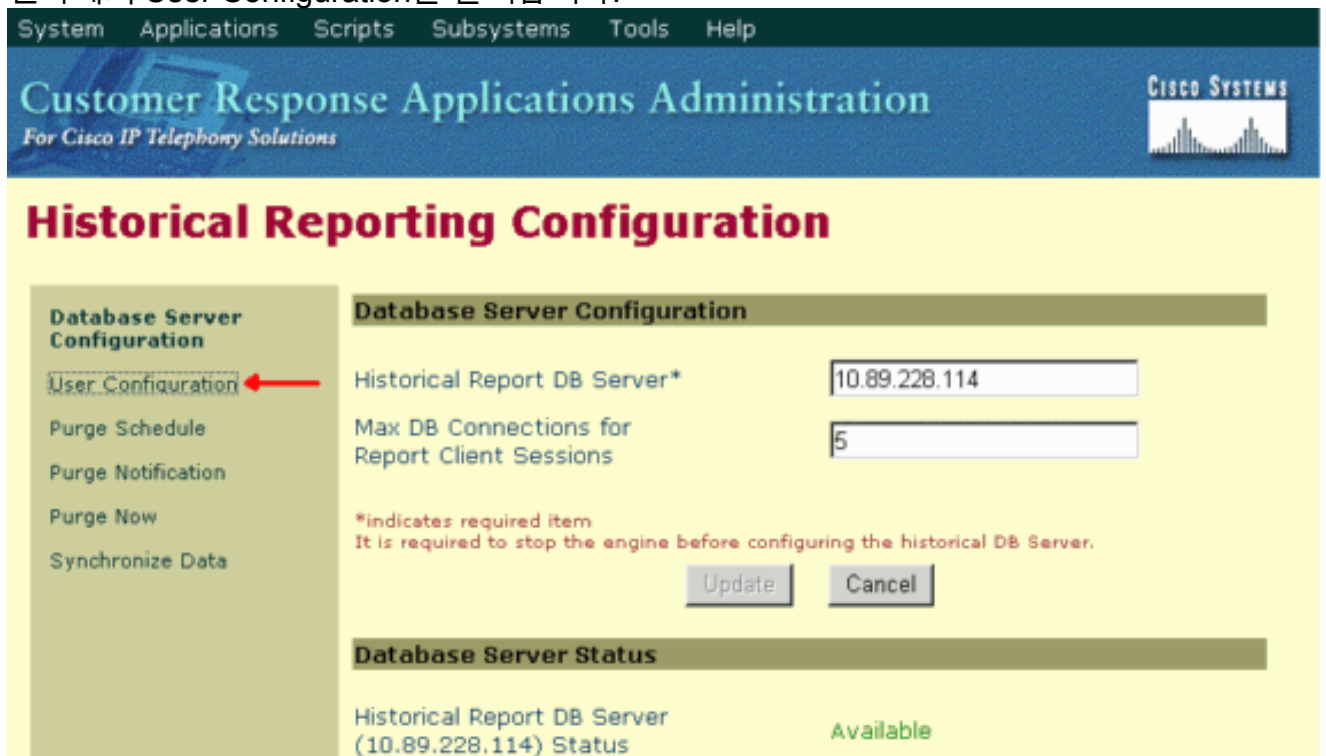 User Configuration
System Applications Scripts Subsystems Tools Help
Customer Response Applications Administration
For Cisco IP Telephony Solutions
CISCO SYSTEMS
Historical Reporting Configuration
Database Server
Configuration
User Configuration
Purge Schedule
Purge Notification
Purge Now
Synchronize Data
Database Server Configuration
Historical Report DB Server*
10.89.228.114
Max DB Connections for
Report Client Sessions
5
*indicates required item
It is required to stop the engine before configuring the historical DB Server.
Update Cancel
Database Server Status
Historical Report DB Server
(10.89.228.114) Status
Available